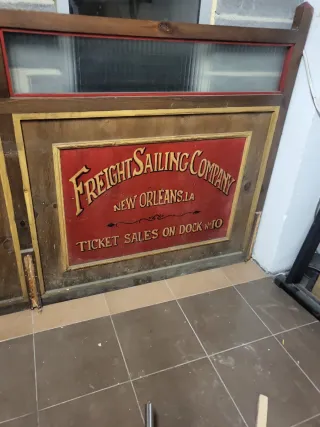 FREIGHT SAILING COMPANY
NEW ORLEANS, LA
TICKET SALES ON DOCK No 10